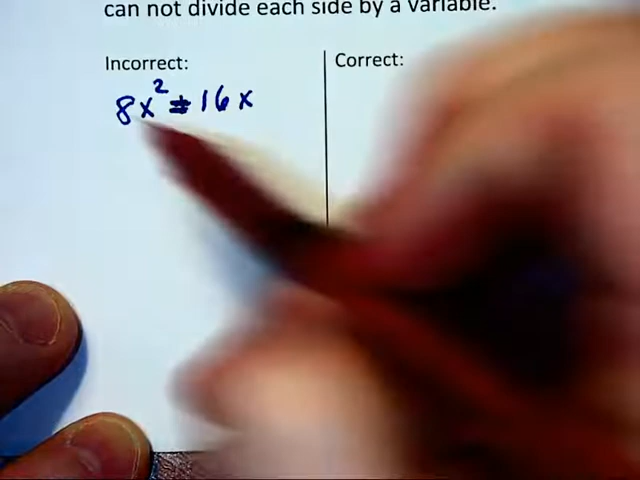 can not divide each side by a variable.
Incorrect:
Correct:
8x² = 16x